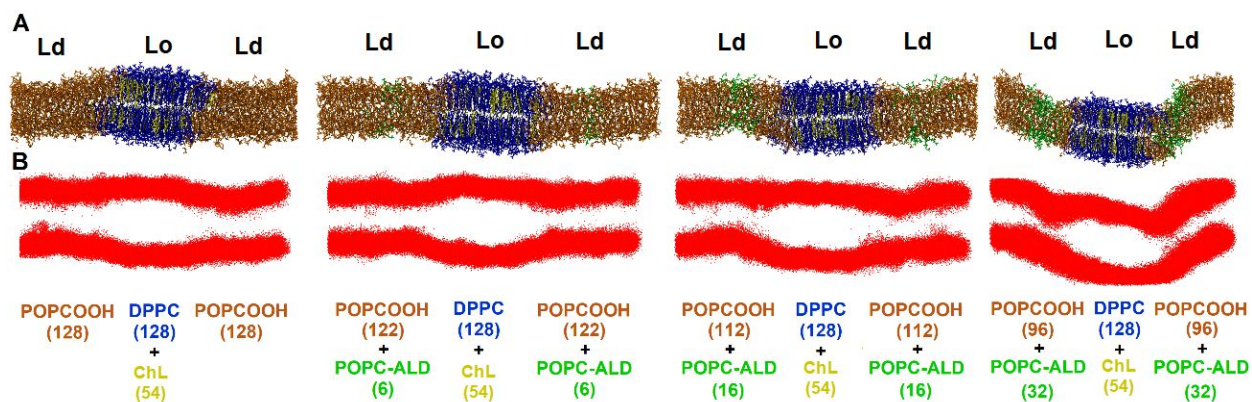 A
Ld Lo Ld Ld Lo Ld Ld Lo Ld Ld Lo Ld
B
POPCOOH DPPC POPCOOH POPCOOH DPPC POPCOOH POPCOOH DPPC POPCOOH POPCOOH DPPC POPCOOH
(128) (128) (128) (122) (128) (122) (112) (128) (112) (96) (128) (96)
+ + + + + + + + + +
ChL POPC-ALD ChL POPC-ALD POPC-ALD ChL POPC-ALD POPC-ALD ChL POPC-ALD
(54) (6) (54) (6) (16) (54) (16) (32) (54) (32)